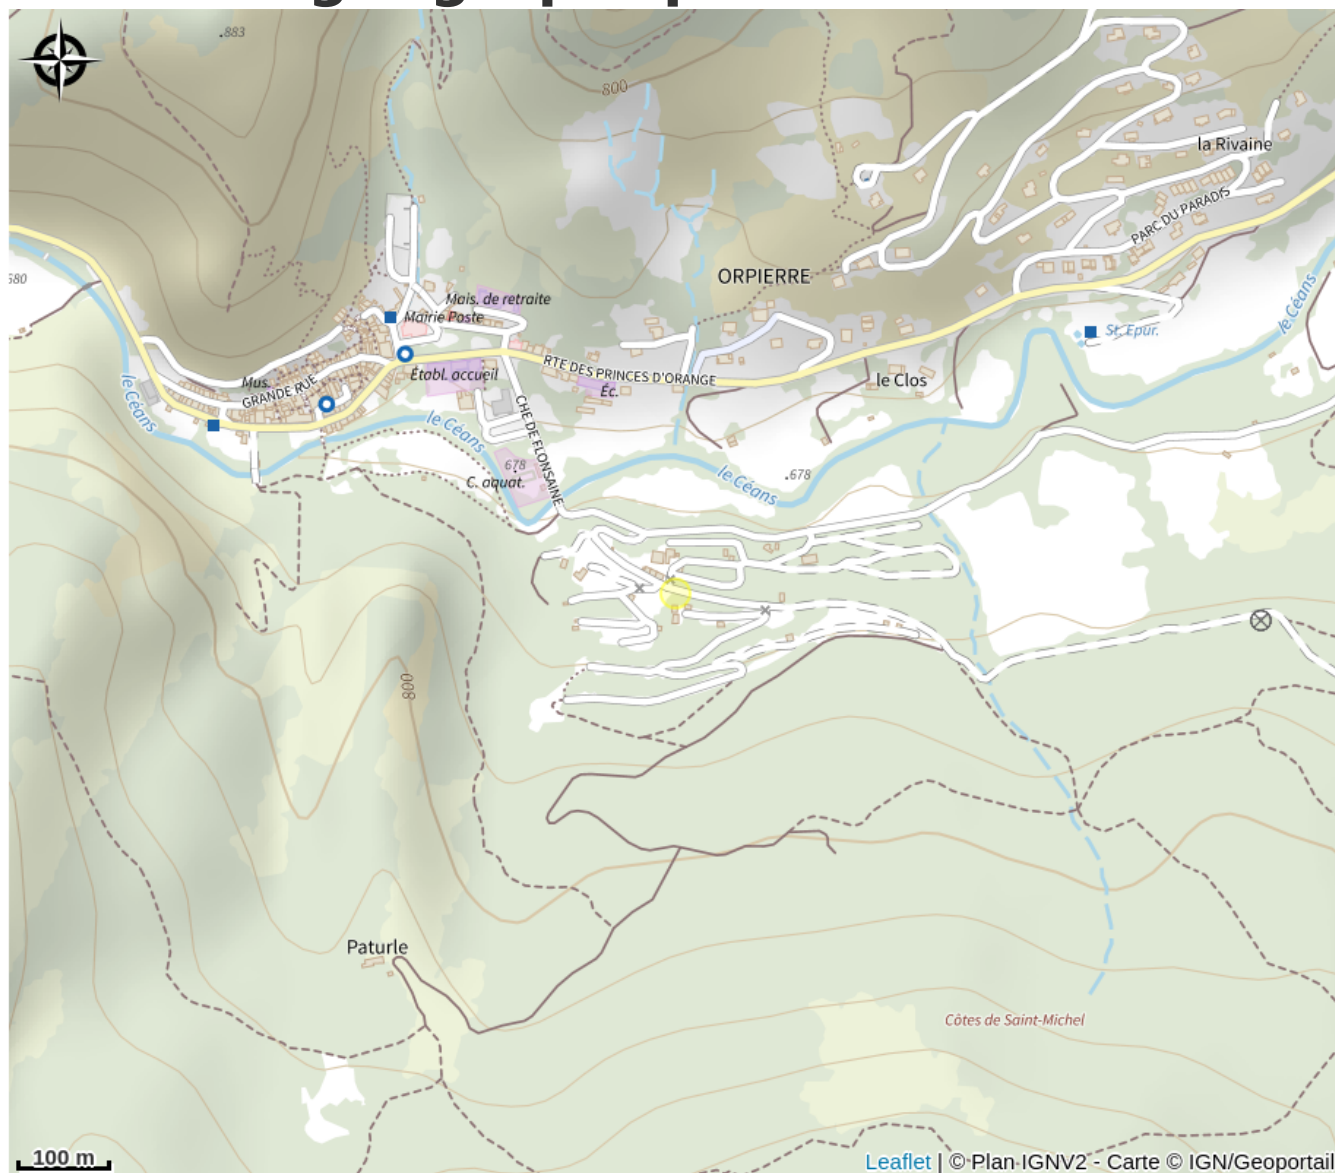 .883
800
la Rivaine
PARC DU PARADIS
680
ORPIERRE
le Céans
Mais. de retraite
Mairie Poste
St. Epur.
RTE DES PRINCES D'ORANGE
Établ. accueil
Éc.
le Clos
Mus.
GRANDE RUE
le Céans
CHE DE FLONSAINE
le Céans
678
C. aquat.
le Céans
.678
800
Paturle
Côtes de Saint-Michel
100 m
Leaflet | © Plan IGNV2 - Carte © IGN/Geoportail